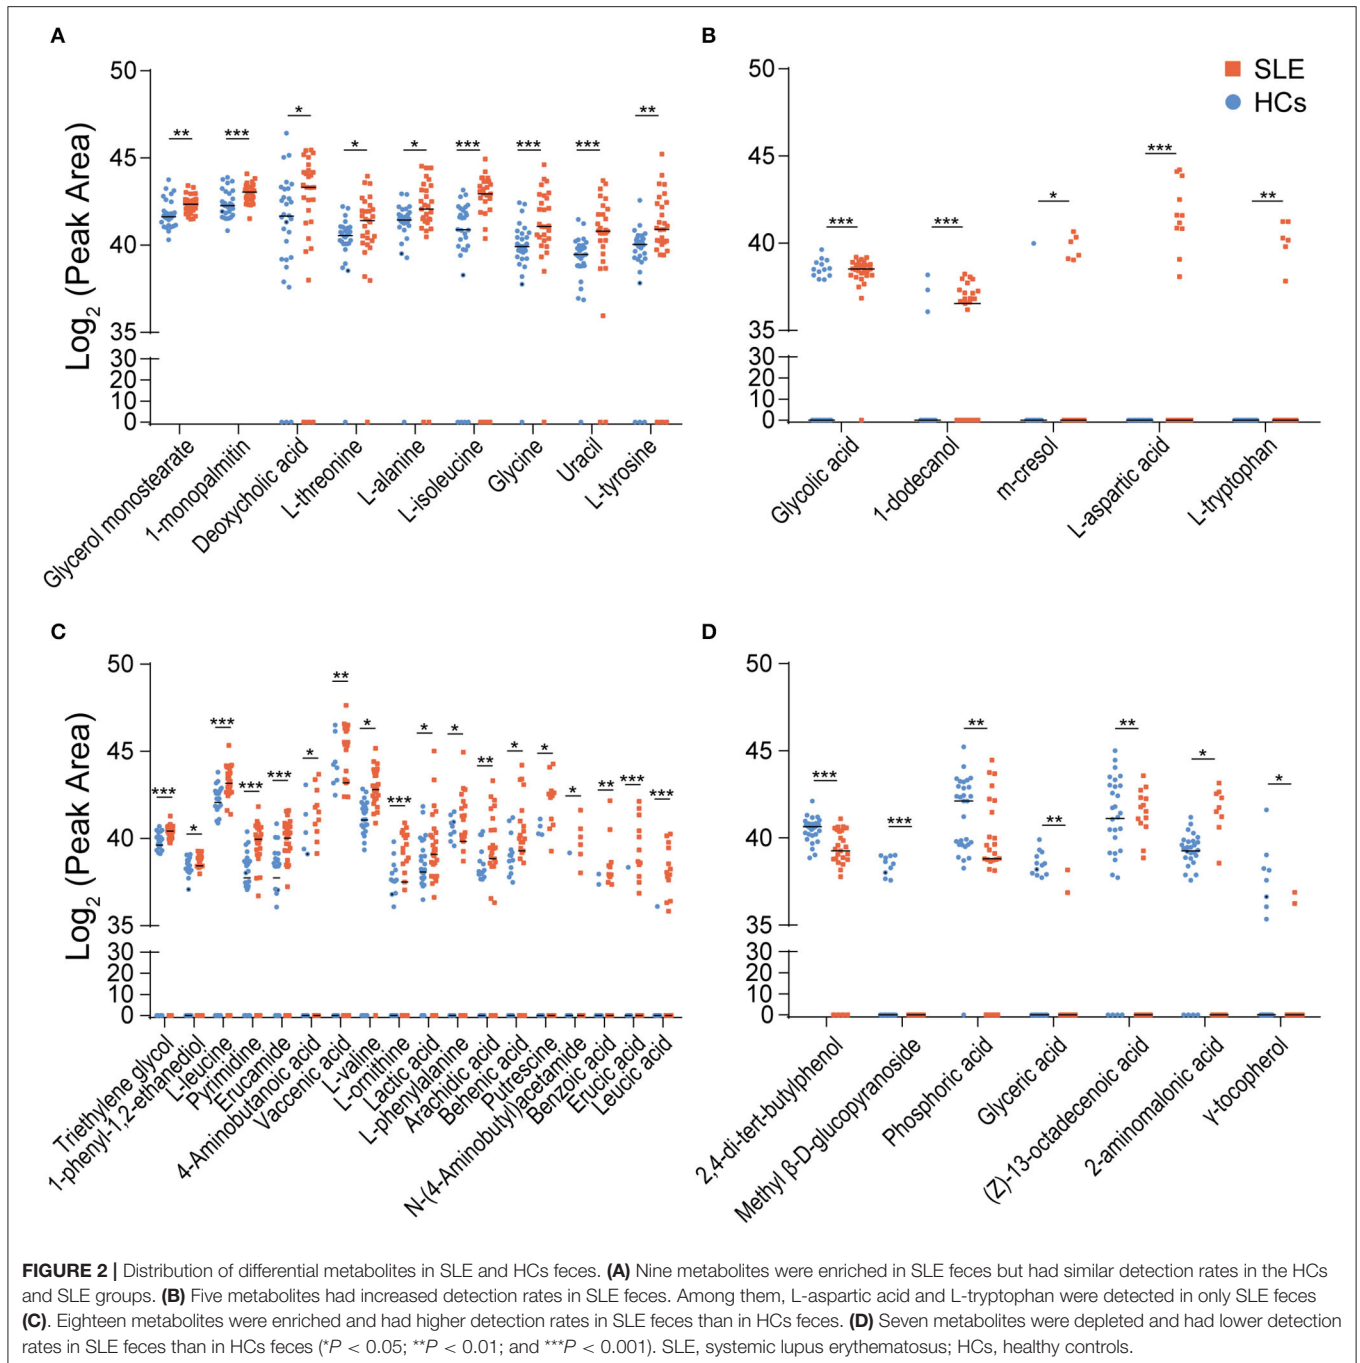 A
50
45
40
35
30
20
10
0
Log2 (Peak Area)
** *** * * * *** *** *** **
Glycerol monostearate
1-monopalmitin
Deoxycholic acid
L-threonine
L-alanine
L-isoleucine
Glycine
Uracil
L-tyrosine
B
SLE
HCs
50
45
40
35
30
20
10
0
*** *** * *** **
Glycolic acid
1-dodecanol
m-cresol
L-aspartic acid
L-tryptophan
C
50
45
40
35
30
20
10
0
Log2 (Peak Area)
*** * *** *** *** * ** * *** * * ** * * * ** *** ***
Triethylene glycol
1-phenyl-1,2-ethanediol
L-leucine
Pyrimidine
Erucamide
4-Aminobutanoic acid
Vaccenic acid
L-valine
L-ornithine
Lactic acid
L-phenylalanine
Arachidic acid
Behenic acid
Putrescine
N-(4-Aminobutyl)acetamide
Benzoic acid
Erucic acid
Leucic acid
D
50
45
40
35
30
20
10
0
*** *** ** ** ** * *
2,4-di-tert-butylphenol
Methyl β-D-glucopyranoside
Phosphoric acid
Glyceric acid
(Z)-13-octadecenoic acid
2-aminomalonic acid
γ-tocopherol
FIGURE 2 | Distribution of differential metabolites in SLE and HCs feces. (A) Nine metabolites were enriched in SLE feces but had similar detection rates in the HCs
and SLE groups. (B) Five metabolites had increased detection rates in SLE feces. Among them, L-aspartic acid and L-tryptophan were detected in only SLE feces
(C). Eighteen metabolites were enriched and had higher detection rates in SLE feces than in HCs feces. (D) Seven metabolites were depleted and had lower detection
rates in SLE feces than in HCs feces (*P < 0.05; **P < 0.01; and ***P < 0.001). SLE, systemic lupus erythematosus; HCs, healthy controls.